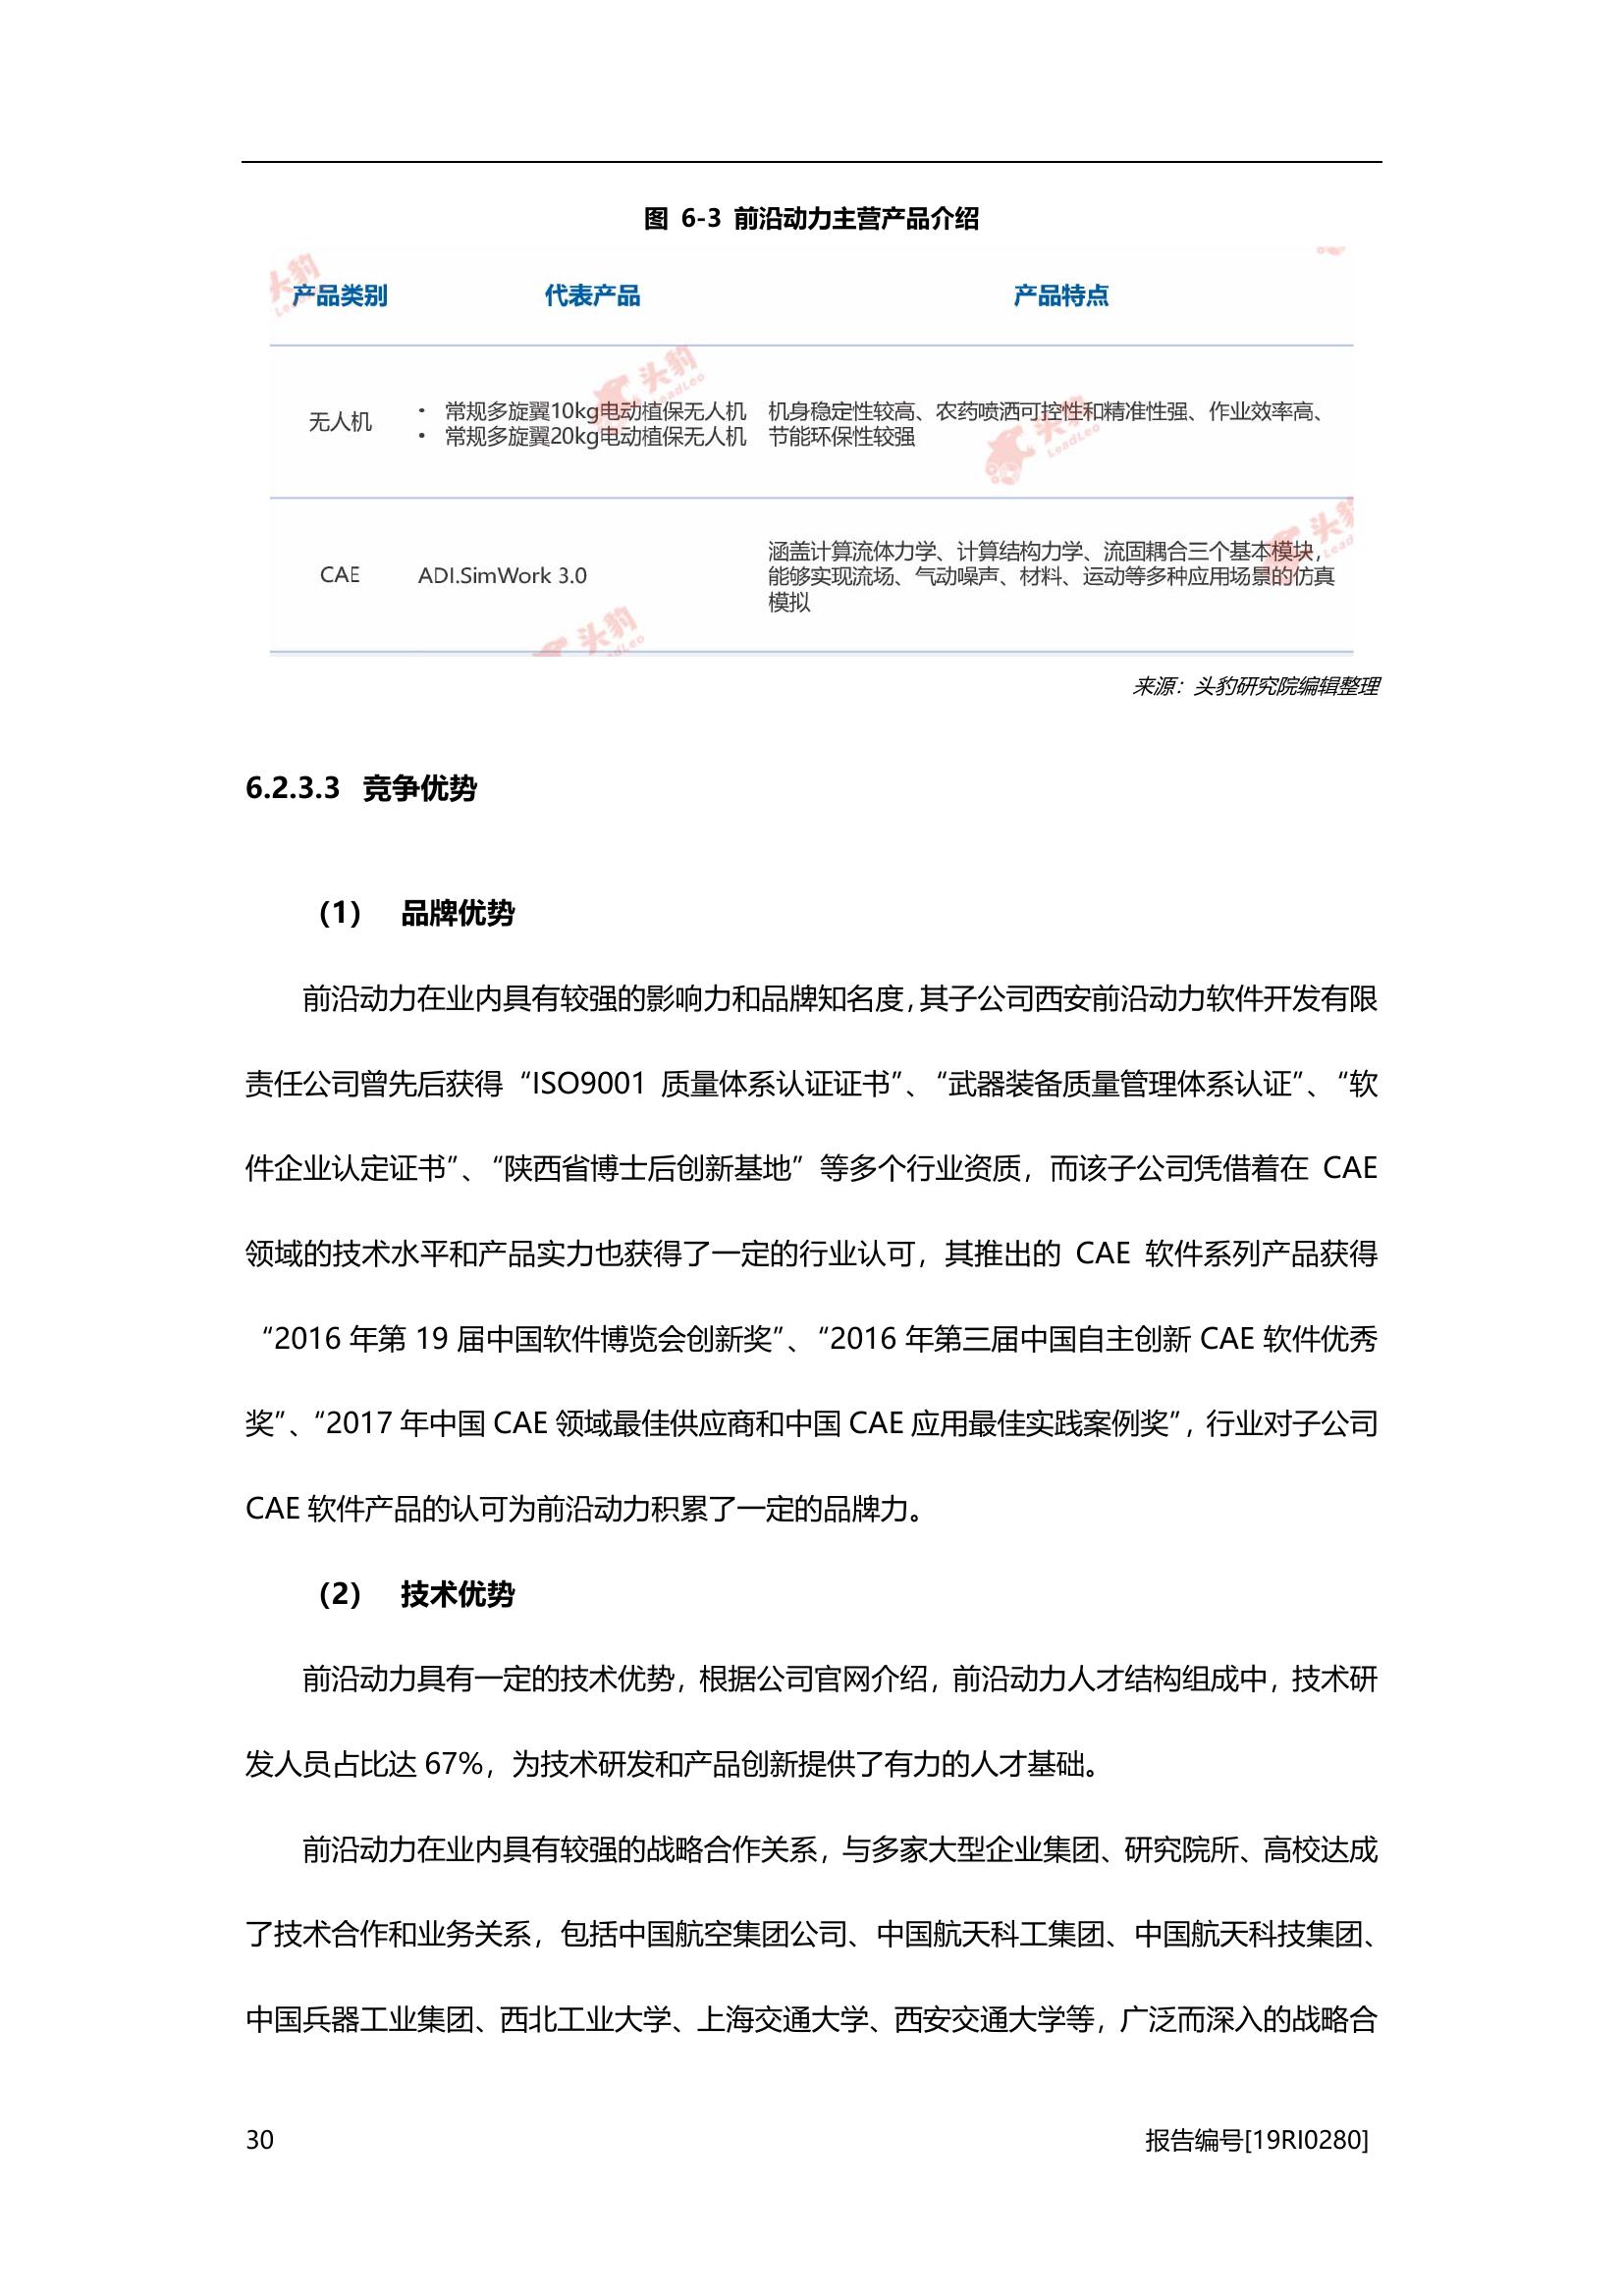 图 6-3 前沿动力主营产品介绍
产品类别 代表产品 产品特点
无人机
• 常规多旋翼10kg电动植保无人机
• 常规多旋翼20kg电动植保无人机
机身稳定性较高、农药喷洒可控性和精准性强、作业效率高、
节能环保性较强
CAE
ADI.SimWork 3.0
涵盖计算流体力学、计算结构力学、流固耦合三个基本模块，
能够实现流场、气动噪声、材料、运动等多种应用场景的仿真
模拟
头豹
LeadLeo
来源：头豹研究院编辑整理
6.2.3.3 竞争优势
（1） 品牌优势
前沿动力在业内具有较强的影响力和品牌知名度，其子公司西安前沿动力软件开发有限
责任公司曾先后获得“ISO9001 质量体系认证证书”、“武器装备质量管理体系认证”、“软
件企业认定证书”、“陕西省博士后创新基地”等多个行业资质，而该子公司凭借着在 CAE
领域的技术水平和产品实力也获得了一定的行业认可，其推出的 CAE 软件系列产品获得
“2016 年第 19 届中国软件博览会创新奖”、“2016 年第三届中国自主创新 CAE 软件优秀
奖”、“2017 年中国 CAE 领域最佳供应商和中国 CAE 应用最佳实践案例奖”，行业对子公司
CAE 软件产品的认可为前沿动力积累了一定的品牌力。
（2） 技术优势
前沿动力具有一定的技术优势，根据公司官网介绍，前沿动力人才结构组成中，技术研
发人员占比达 67%，为技术研发和产品创新提供了有力的人才基础。
前沿动力在业内具有较强的战略合作关系，与多家大型企业集团、研究院所、高校达成
了技术合作和业务关系，包括中国航空集团公司、中国航天科工集团、中国航天科技集团、
中国兵器工业集团、西北工业大学、上海交通大学、西安交通大学等，广泛而深入的战略合
30 报告编号[19RI0280]